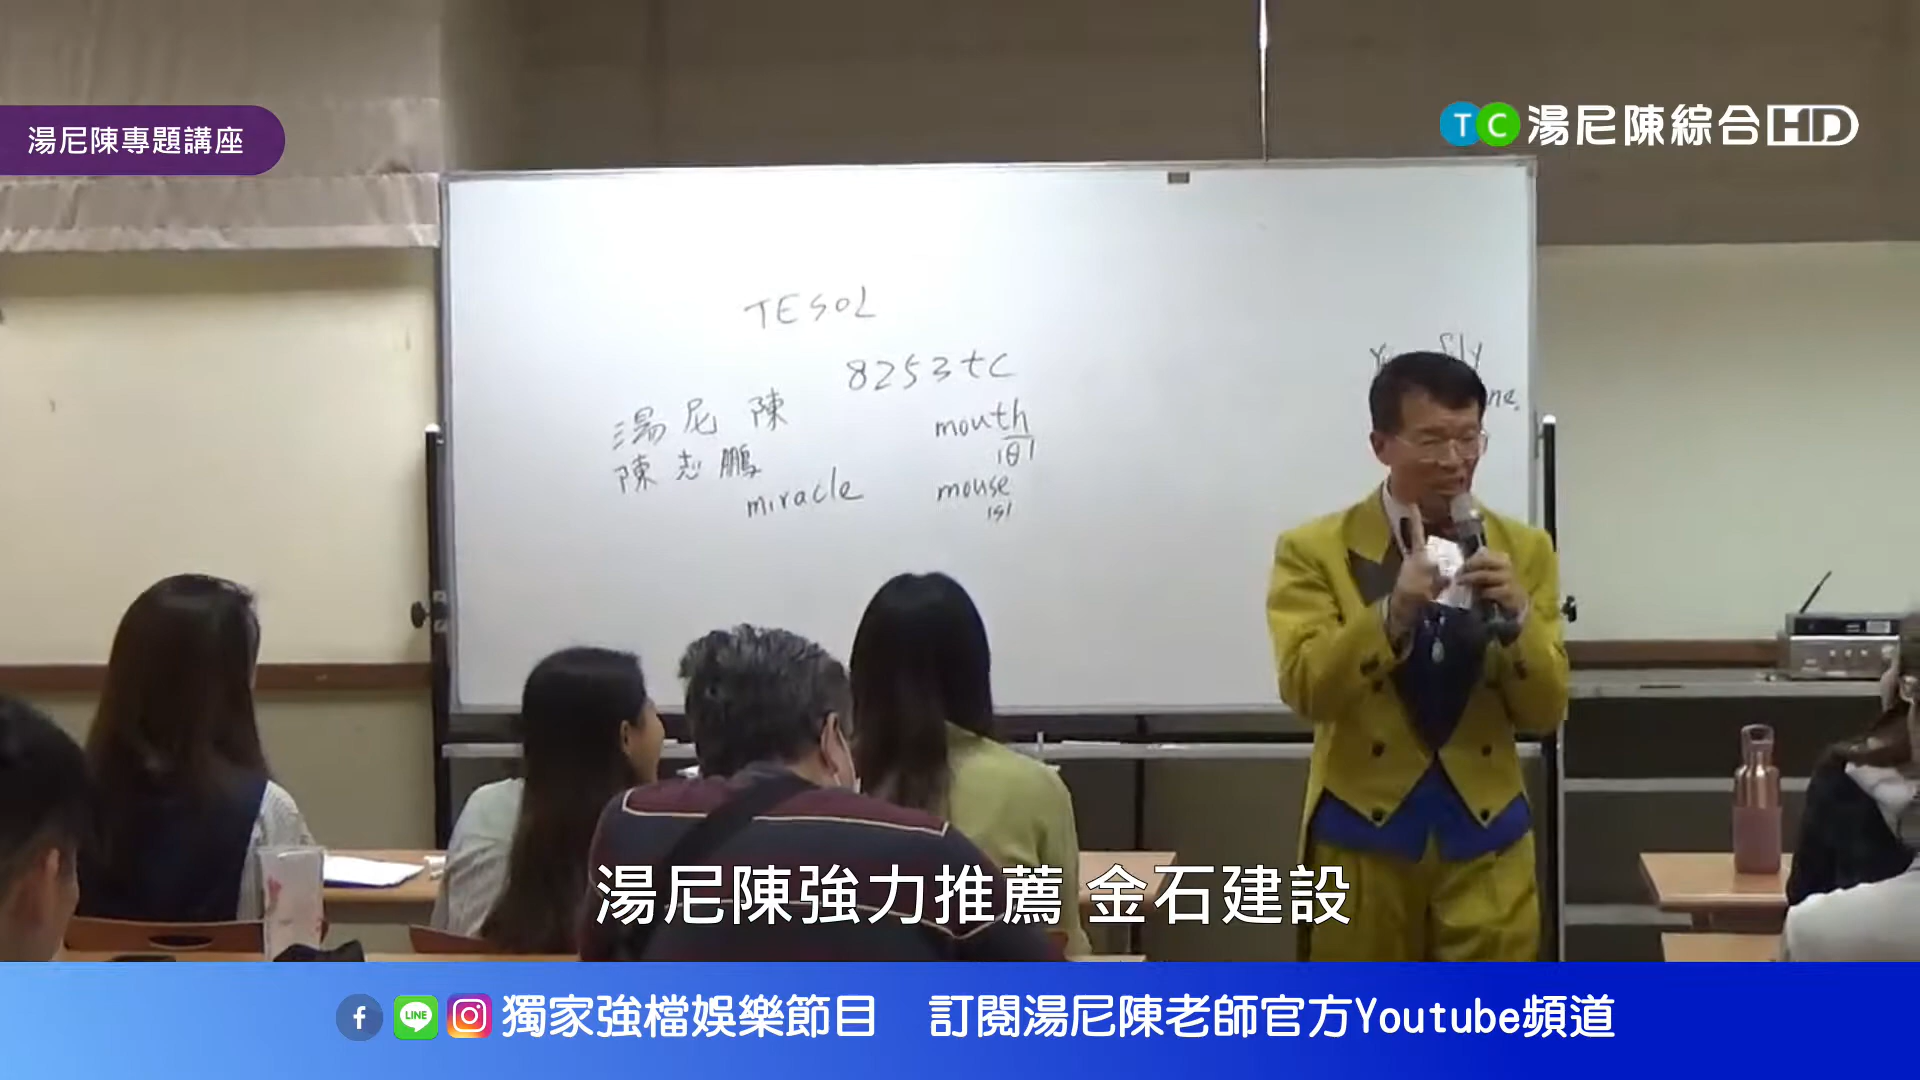 湯尼陳專題講座
TC 湯尼陳綜合HD
TESOL
8253tc
湯尼陳
陳志鵬
miracle
mouth
/θ/
mouse
/s/
fly
湯尼陳強力推薦 金石建設
f LINE 獨家強檔娛樂節目 訂閱湯尼陳老師官方Youtube頻道